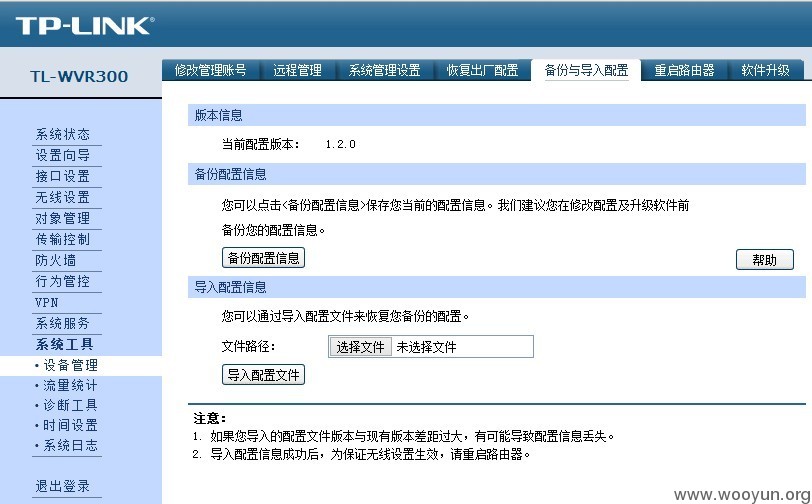 TP-LINK®
TL-WVR300
修改管理账号 远程管理 系统管理设置 恢复出厂配置 备份与导入配置 重启路由器 软件升级
系统状态
设置向导
接口设置
无线设置
对象管理
传输控制
防火墙
行为管控
VPN
系统服务
系统工具
·设备管理
·流量统计
·诊断工具
·时间设置
·系统日志
退出登录
版本信息
当前配置版本： 1.2.0
备份配置信息
您可以点击<备份配置信息>保存您当前的配置信息。我们建议您在修改配置及升级软件前
备份您的配置信息。
备份配置信息
帮助
导入配置信息
您可以通过导入配置文件来恢复您备份的配置。
文件路径： 选择文件 未选择文件
导入配置文件
注意：
1. 如果您导入的配置文件版本与现有版本差距过大，有可能导致配置信息丢失。
2. 导入配置信息成功后，为保证无线设置生效，请重启路由器。
www.wooyun.org